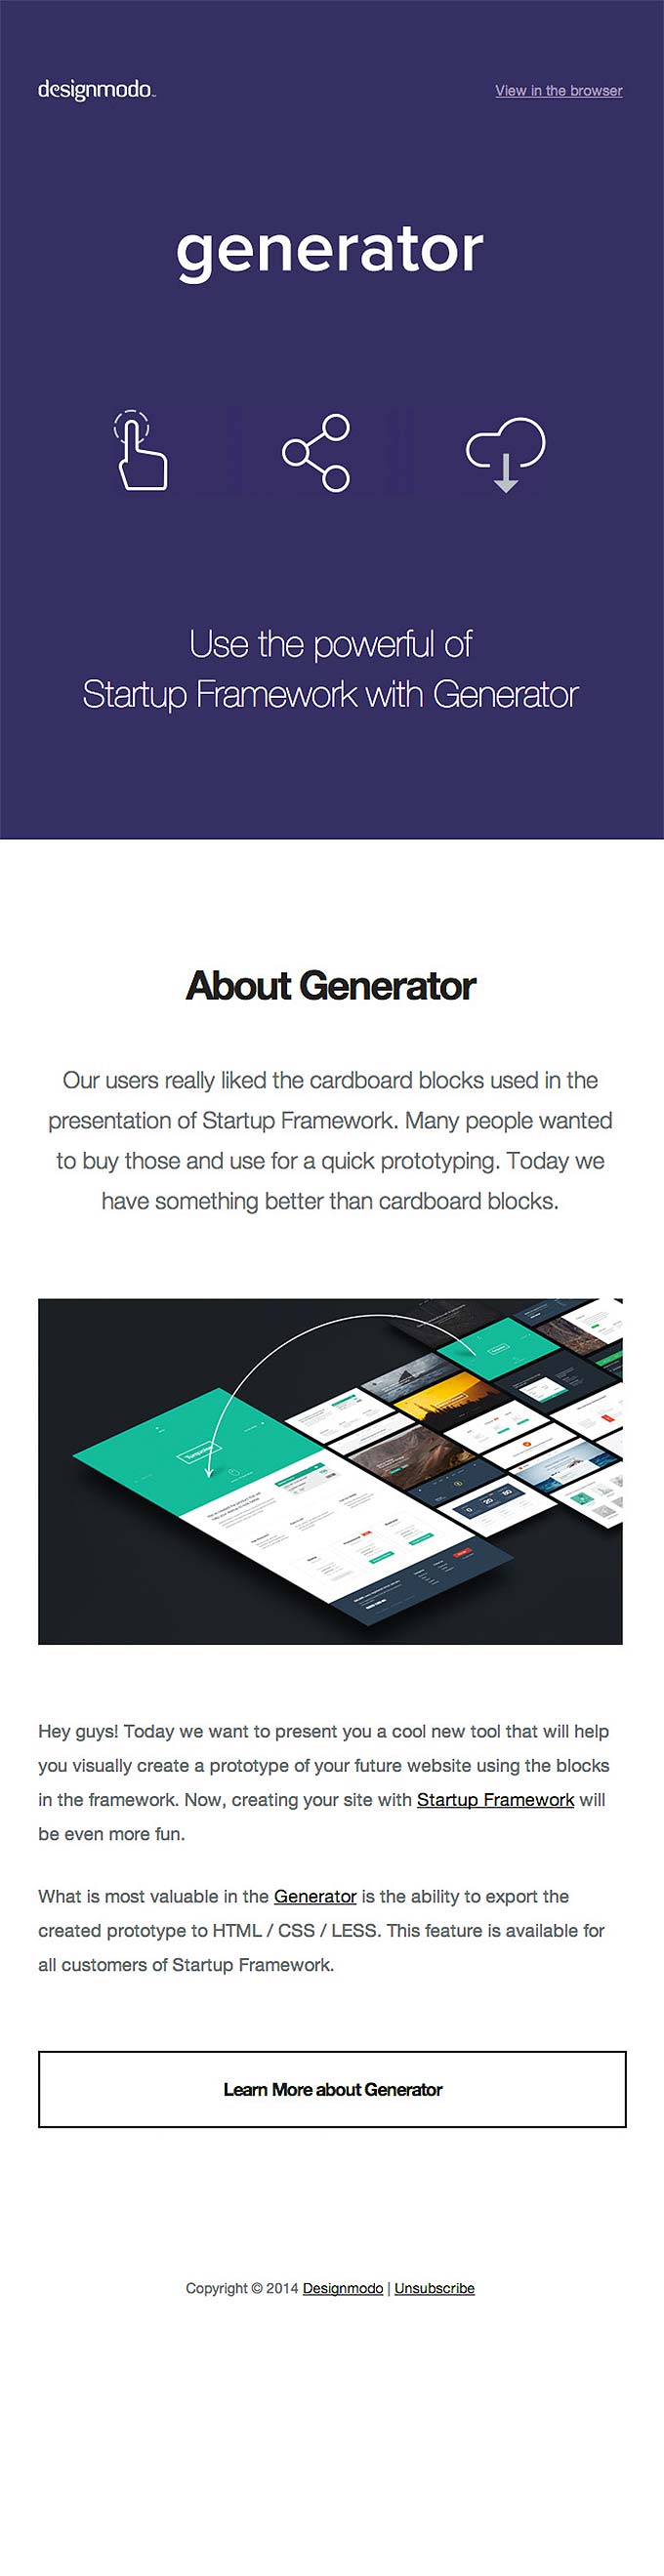 designmodo
View in the browser
generator
Use the powerful of
Startup Framework with Generator
About Generator
Our users really liked the cardboard blocks used in the
presentation of Startup Framework. Many people wanted
to buy those and use for a quick prototyping. Today we
have something better than cardboard blocks.
Hey guys! Today we want to present you a cool new tool that will help
you visually create a prototype of your future website using the blocks
in the framework. Now, creating your site with Startup Framework will
be even more fun.
What is most valuable in the Generator is the ability to export the
created prototype to HTML / CSS / LESS. This feature is available for
all customers of Startup Framework.
Learn More about Generator
Copyright © 2014 Designmodo | Unsubscribe